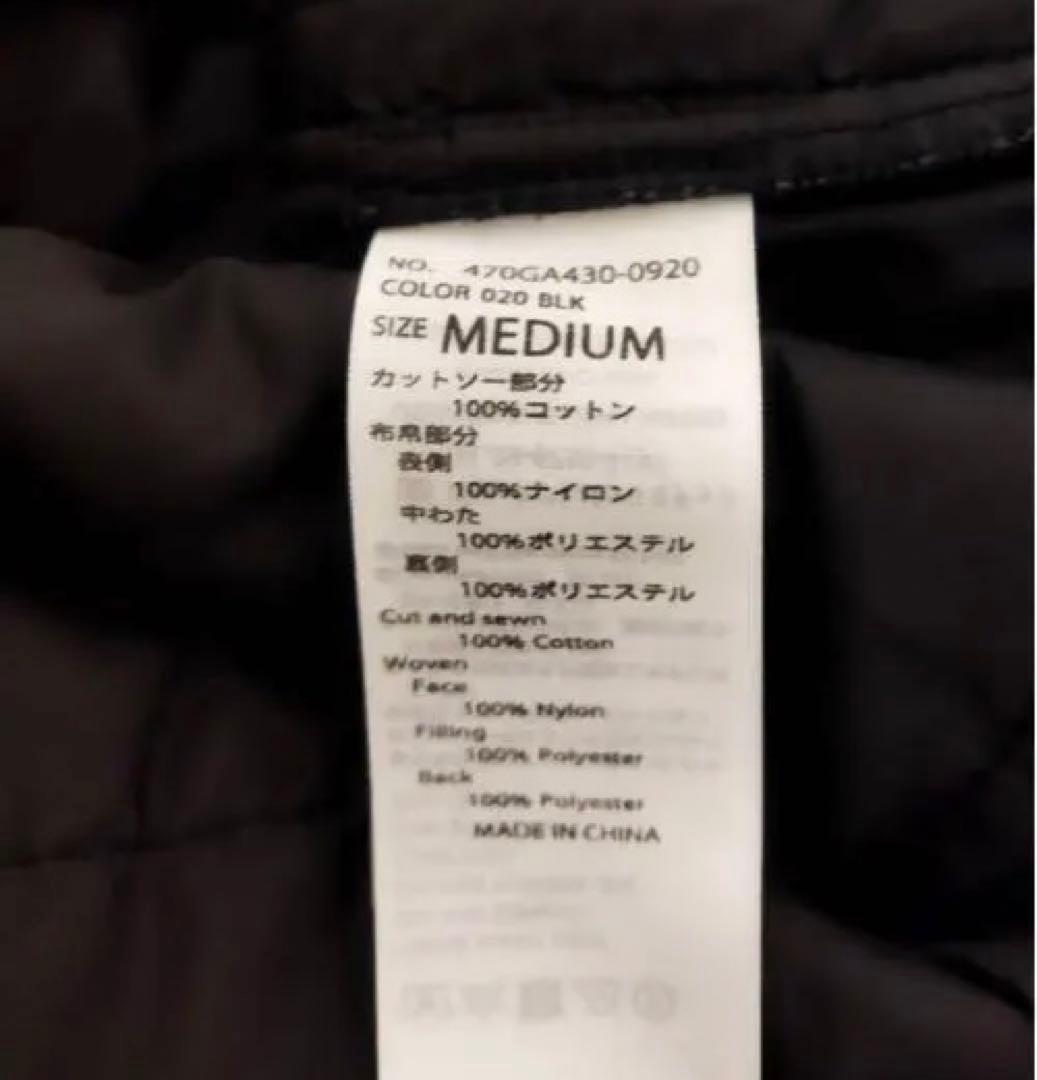 NO. 470GA430-0920
COLOR 020 BLK
SIZE MEDIUM
カットソー部分
100%コットン
布帛部分
表側
100%ナイロン
中わた
100%ポリエステル
裏側
100%ポリエステル
Cut and sewn
100% Cotton
Woven
Face
100% Nylon
Filling
100% Polyester
Back
100% Polyester
MADE IN CHINA